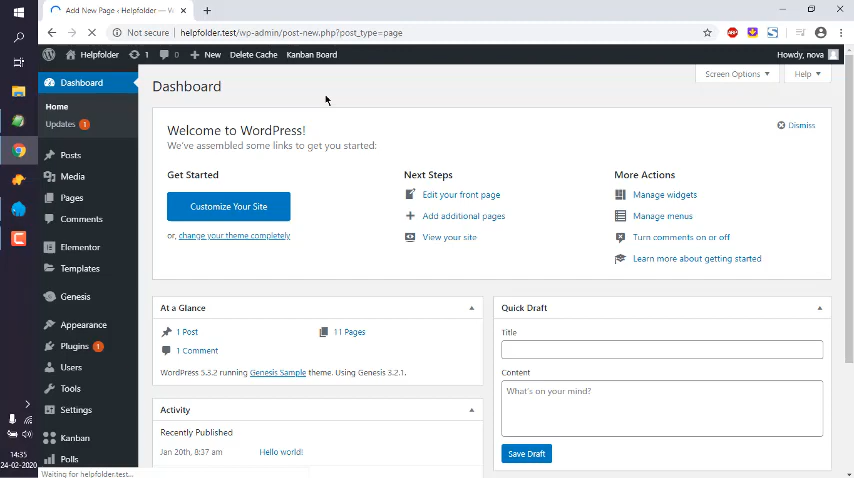 Add New Page ‹ Helpfolder — W
Not secure | helpfolder.test/wp-admin/post-new.php?post_type=page
Helpfolder 1 0 + New Delete Cache Kanban Board Howdy, nova
Dashboard
Home
Updates 1
Posts
Media
Pages
Comments
Elementor
Templates
Genesis
Appearance
Plugins 1
Users
Tools
Settings
Kanban
Polls
Screen Options Help
Dashboard
Welcome to WordPress!
We've assembled some links to get you started:
Dismiss
Get Started
Customize Your Site
or, change your theme completely
Next Steps
Edit your front page
Add additional pages
View your site
More Actions
Manage widgets
Manage menus
Turn comments on or off
Learn more about getting started
At a Glance
1 Post 11 Pages
1 Comment
WordPress 5.3.2 running Genesis Sample theme. Using Genesis 3.2.1.
Activity
Recently Published
Jan 20th, 8:37 am Hello world!
Quick Draft
Title
Content
What's on your mind?
Save Draft
Waiting for helpfolder.test...
14:35
24-02-2020
ABP